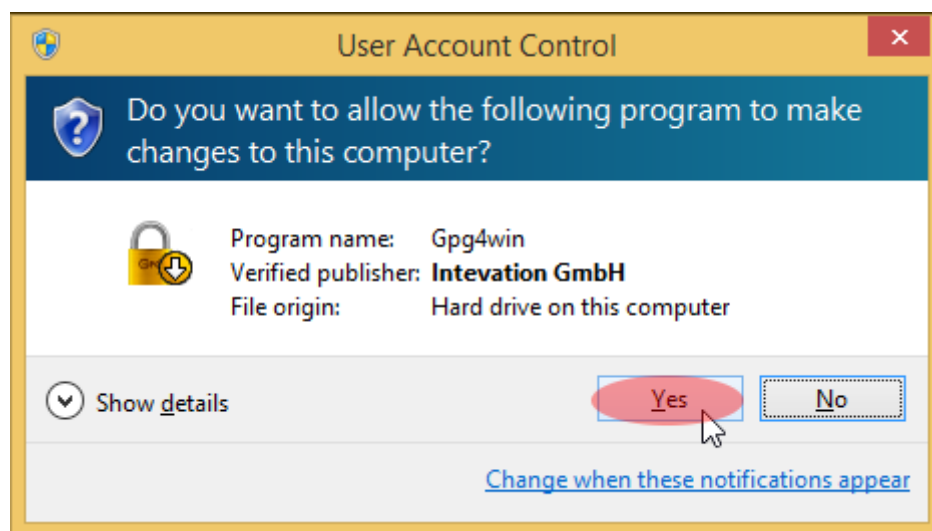 User Account Control
Do you want to allow the following program to make
changes to this computer?
Program name: Gpg4win
Verified publisher: Intevation GmbH
File origin: Hard drive on this computer
Show details
Yes
No
Change when these notifications appear